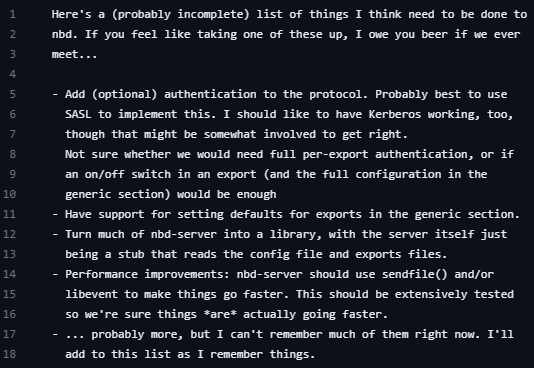 1 Here's a (probably incomplete) list of things I think need to be done to
2 nbd. If you feel like taking one of these up, I owe you beer if we ever
3 meet...
4
5 - Add (optional) authentication to the protocol. Probably best to use
6 SASL to implement this. I should like to have Kerberos working, too,
7 though that might be somewhat involved to get right.
8 Not sure whether we would need full per-export authentication, or if
9 an on/off switch in an export (and the full configuration in the
10 generic section) would be enough
11 - Have support for setting defaults for exports in the generic section.
12 - Turn much of nbd-server into a library, with the server itself just
13 being a stub that reads the config file and exports files.
14 - Performance improvements: nbd-server should use sendfile() and/or
15 libevent to make things go faster. This should be extensively tested
16 so we're sure things *are* actually going faster.
17 - ... probably more, but I can't remember much of them right now. I'll
18 add to this list as I remember things.